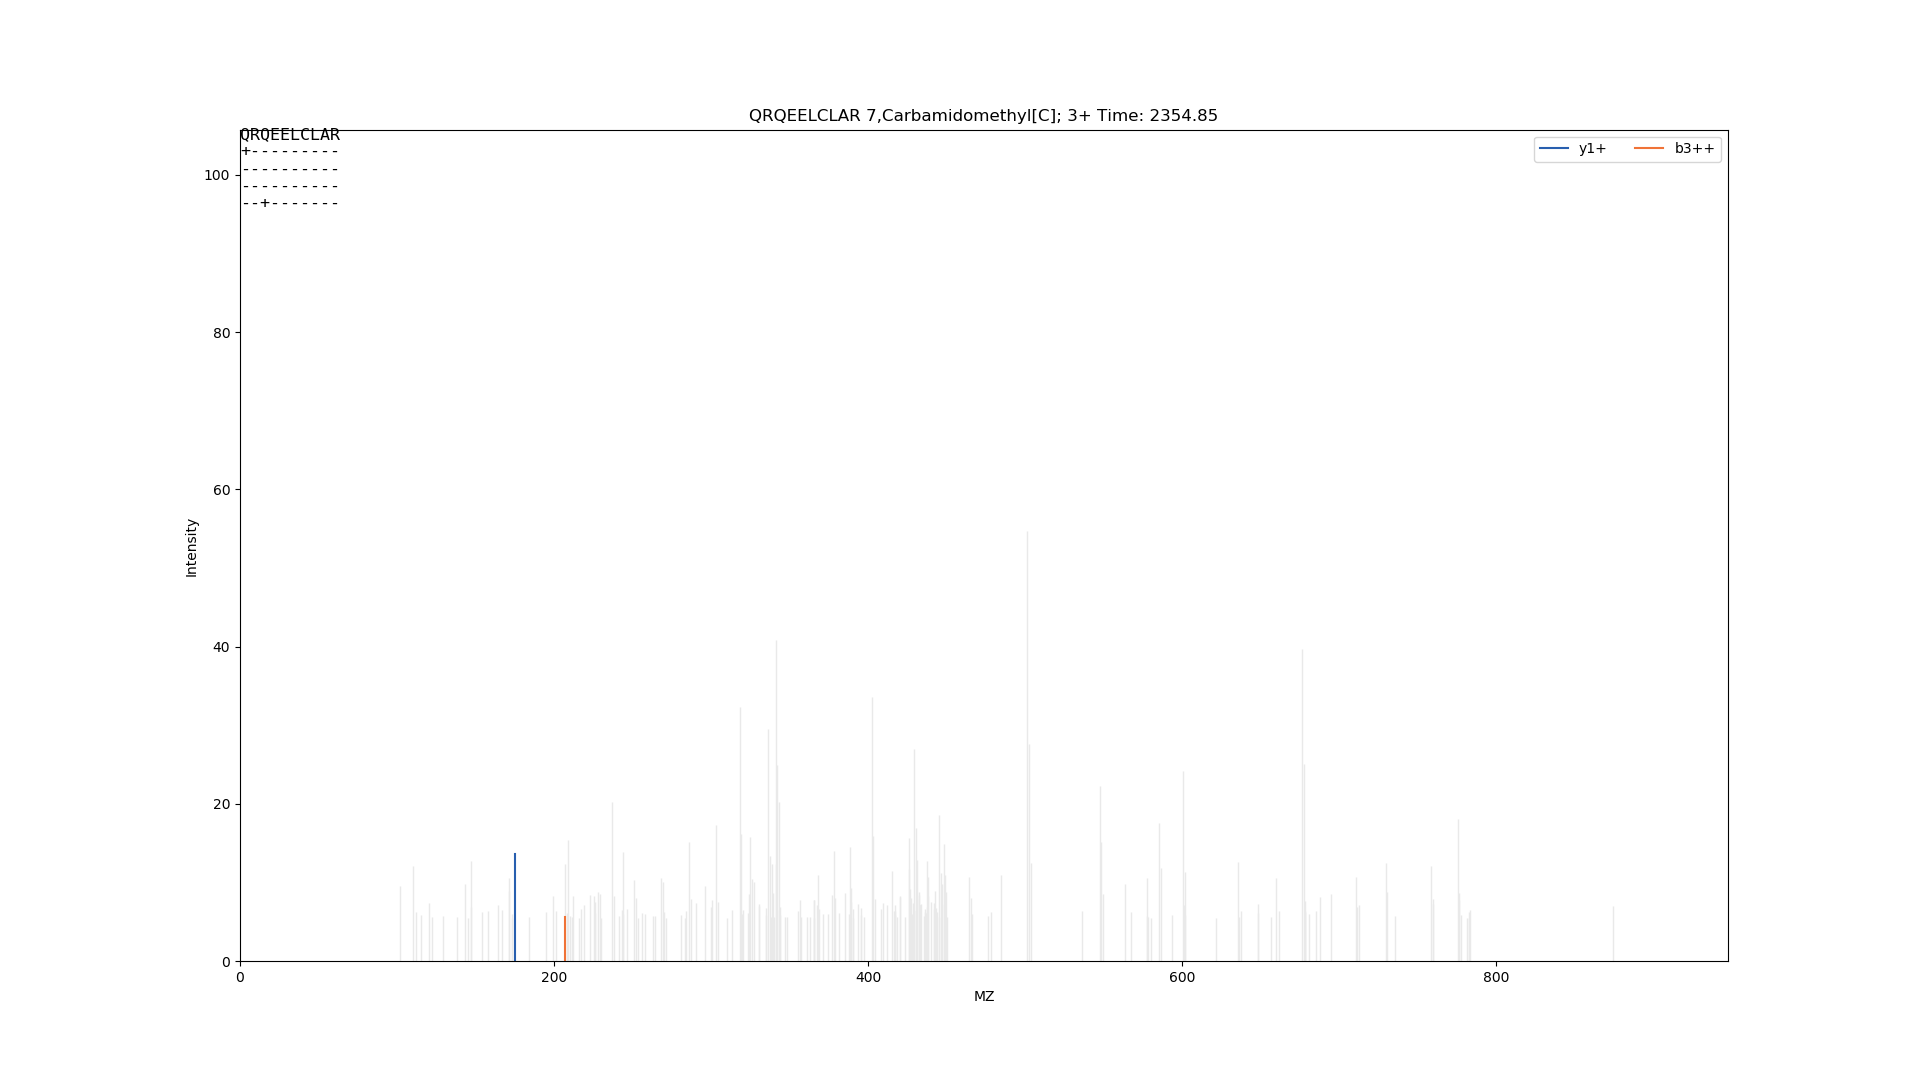 QRQEELCLAR 7,Carbamidomethyl[C]; 3+ Time: 2354.85
QRQEELCLAR
+---------
----------
----------
--+-------
y1+ b3++
100
80
60
40
20
0
Intensity
0 200 400 600 800
MZ